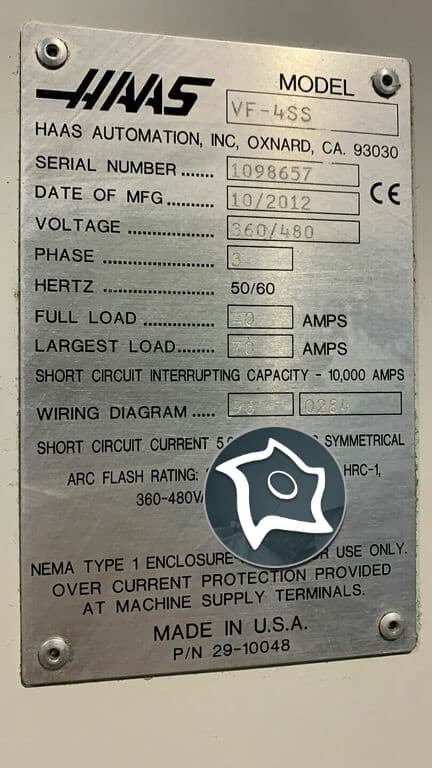 HAAS
MODEL VF-4SS
HAAS AUTOMATION, INC, OXNARD, CA. 93030
SERIAL NUMBER ....... 1098657
DATE OF MFG ......... 10/2012
VOLTAGE ................ 360/480
PHASE ..................... 3
HERTZ ..................... 50/60
CE
FULL LOAD .............. AMPS
LARGEST LOAD....... AMPS
SHORT CIRCUIT INTERRUPTING CAPACITY - 10,000 AMPS
WIRING DIAGRAM ..... 
SHORT CIRCUIT CURRENT SYMMETRICAL
ARC FLASH RATING: HRC-1,
360-480V
NEMA TYPE 1 ENCLOSURE USE ONLY.
OVER CURRENT PROTECTION PROVIDED
AT MACHINE SUPPLY TERMINALS.
MADE IN U.S.A.
P/N 29-10048